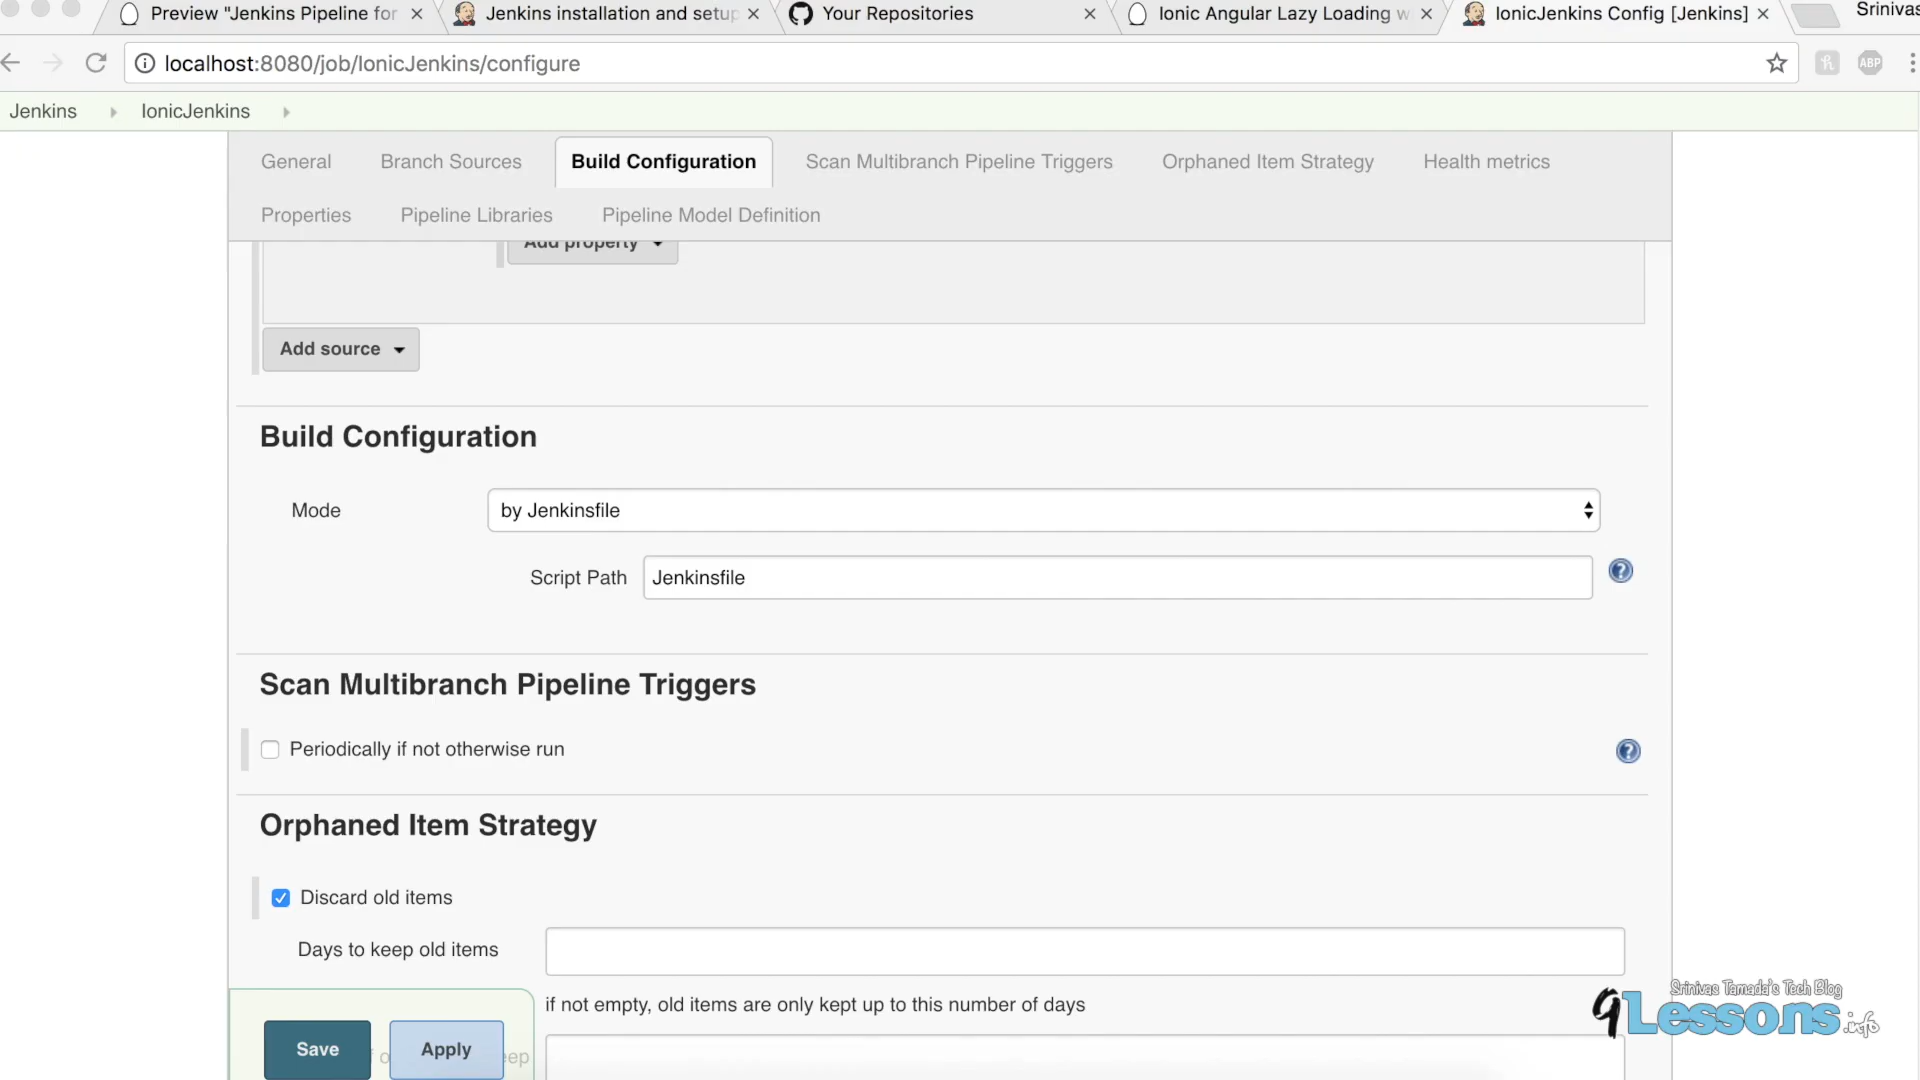 Preview "Jenkins Pipeline for
Jenkins installation and setup
Your Repositories
Ionic Angular Lazy Loading w
IonicJenkins Config [Jenkins]
Srinivas
localhost:8080/job/IonicJenkins/configure
ABP
Jenkins
IonicJenkins
General
Branch Sources
Build Configuration
Scan Multibranch Pipeline Triggers
Orphaned Item Strategy
Health metrics
Properties
Pipeline Libraries
Pipeline Model Definition
Add property
Add source
Build Configuration
Mode
by Jenkinsfile
Script Path
Jenkinsfile
?
Scan Multibranch Pipeline Triggers
Periodically if not otherwise run
?
Orphaned Item Strategy
Discard old items
Days to keep old items
if not empty, old items are only kept up to this number of days
Save
Apply
Srinivas Tamada's Tech Blog
9Lessons.info